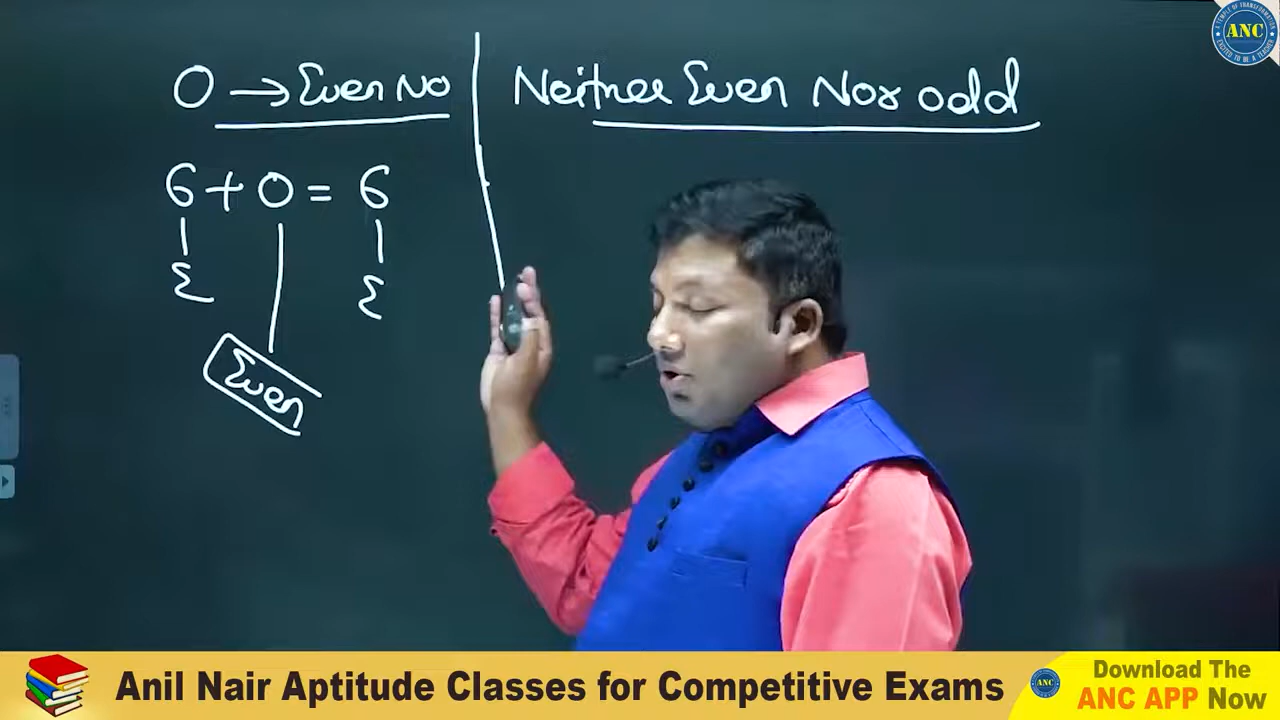 0 → Even No
Neither Even Nor odd
6 + 0 = 6
E E
Even
ANC
Anil Nair Aptitude Classes for Competitive Exams
ANC
Download The
ANC APP Now